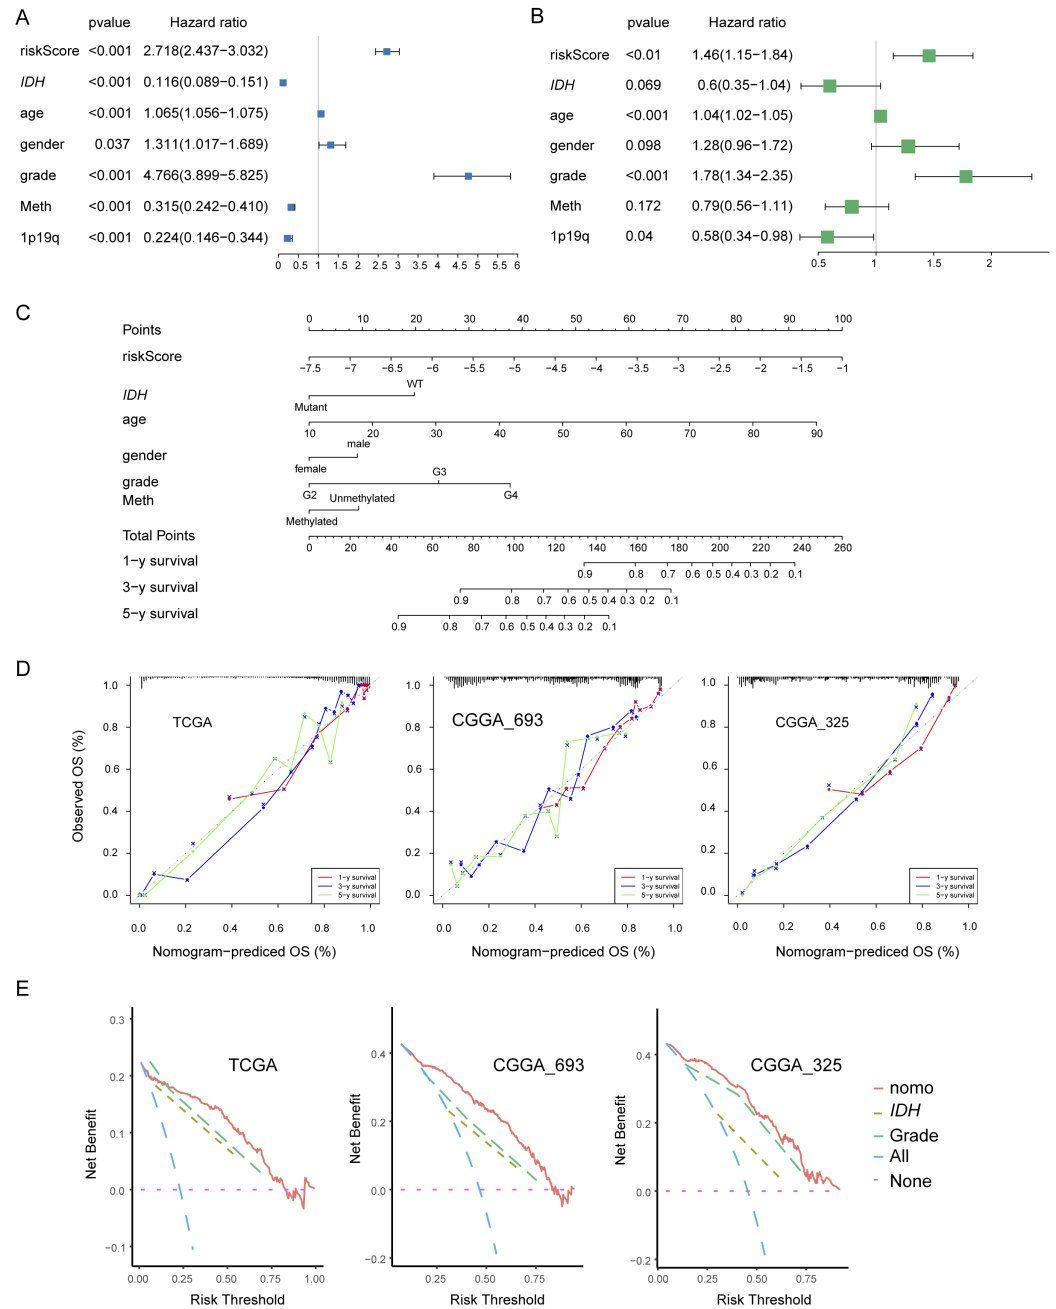 A
pvalue Hazard ratio
riskScore <0.001 2.718(2.437−3.032)
IDH <0.001 0.116(0.089−0.151)
age <0.001 1.065(1.056−1.075)
gender 0.037 1.311(1.017−1.689)
grade <0.001 4.766(3.899−5.825)
Meth <0.001 0.315(0.242−0.410)
1p19q <0.001 0.224(0.146−0.344)
0 0.5 1 1.5 2 2.5 3 3.5 4 4.5 5 5.5 6
B
pvalue Hazard ratio
riskScore <0.01 1.46(1.15−1.84)
IDH 0.069 0.6(0.35−1.04)
age <0.001 1.04(1.02−1.05)
gender 0.098 1.28(0.96−1.72)
grade <0.001 1.78(1.34−2.35)
Meth 0.172 0.79(0.56−1.11)
1p19q 0.04 0.58(0.34−0.98)
0.5 1 1.5 2
C
Points 0 10 20 30 40 50 60 70 80 90 100
riskScore
−7.5 −7 −6.5 −6 −5.5 −5 −4.5 −4 −3.5 −3 −2.5 −2 −1.5 −1
WT
IDH
Mutant
age
10 20 30 40 50 60 70 80 90
male
gender
female
G3
grade
G2 G4
Meth Unmethylated
Methylated
Total Points
0 20 40 60 80 100 120 140 160 180 200 220 240 260
1−y survival
0.9 0.8 0.7 0.6 0.5 0.4 0.3 0.2 0.1
3−y survival
0.9 0.8 0.7 0.6 0.5 0.4 0.3 0.2 0.1
5−y survival
0.9 0.8 0.7 0.6 0.5 0.4 0.3 0.2 0.1
D
Observed OS (%)
1.0
0.8
0.6
0.4
0.2
0.0
TCGA
1−y survival
3−y survival
5−y survival
0.0 0.2 0.4 0.6 0.8 1.0
Nomogram−prediced OS (%)
1.0
0.8
0.6
0.4
0.2
0.0
CGGA_693
1−y survival
3−y survival
5−y survival
0.0 0.2 0.4 0.6 0.8 1.0
Nomogram−prediced OS (%)
1.0
0.8
0.6
0.4
0.2
0.0
CGGA_325
1−y survival
3−y survival
5−y survival
0.0 0.2 0.4 0.6 0.8 1.0
Nomogram−prediced OS (%)
E
Net Benefit
0.3
0.2
0.1
0.0
−0.1
TCGA
0.00 0.25 0.50 0.75 1.00
Risk Threshold
Net Benefit
0.4
0.2
0.0
−0.2
CGGA_693
0.25 0.50 0.75
Risk Threshold
Net Benefit
0.4
0.2
0.0
−0.2
CGGA_325
0.00 0.25 0.50 0.75
Risk Threshold
nomo
IDH
Grade
All
None